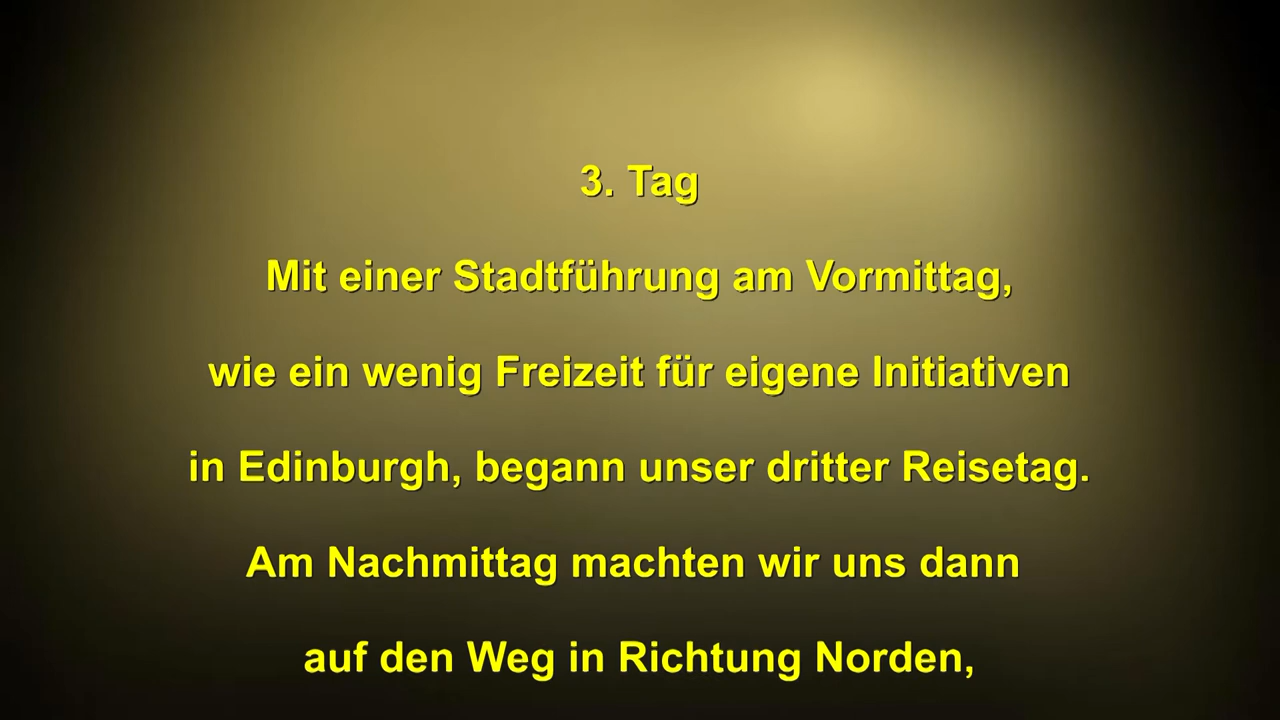 3. Tag
Mit einer Stadtführung am Vormittag,
wie ein wenig Freizeit für eigene Initiativen
in Edinburgh, begann unser dritter Reisetag.
Am Nachmittag machten wir uns dann
auf den Weg in Richtung Norden,